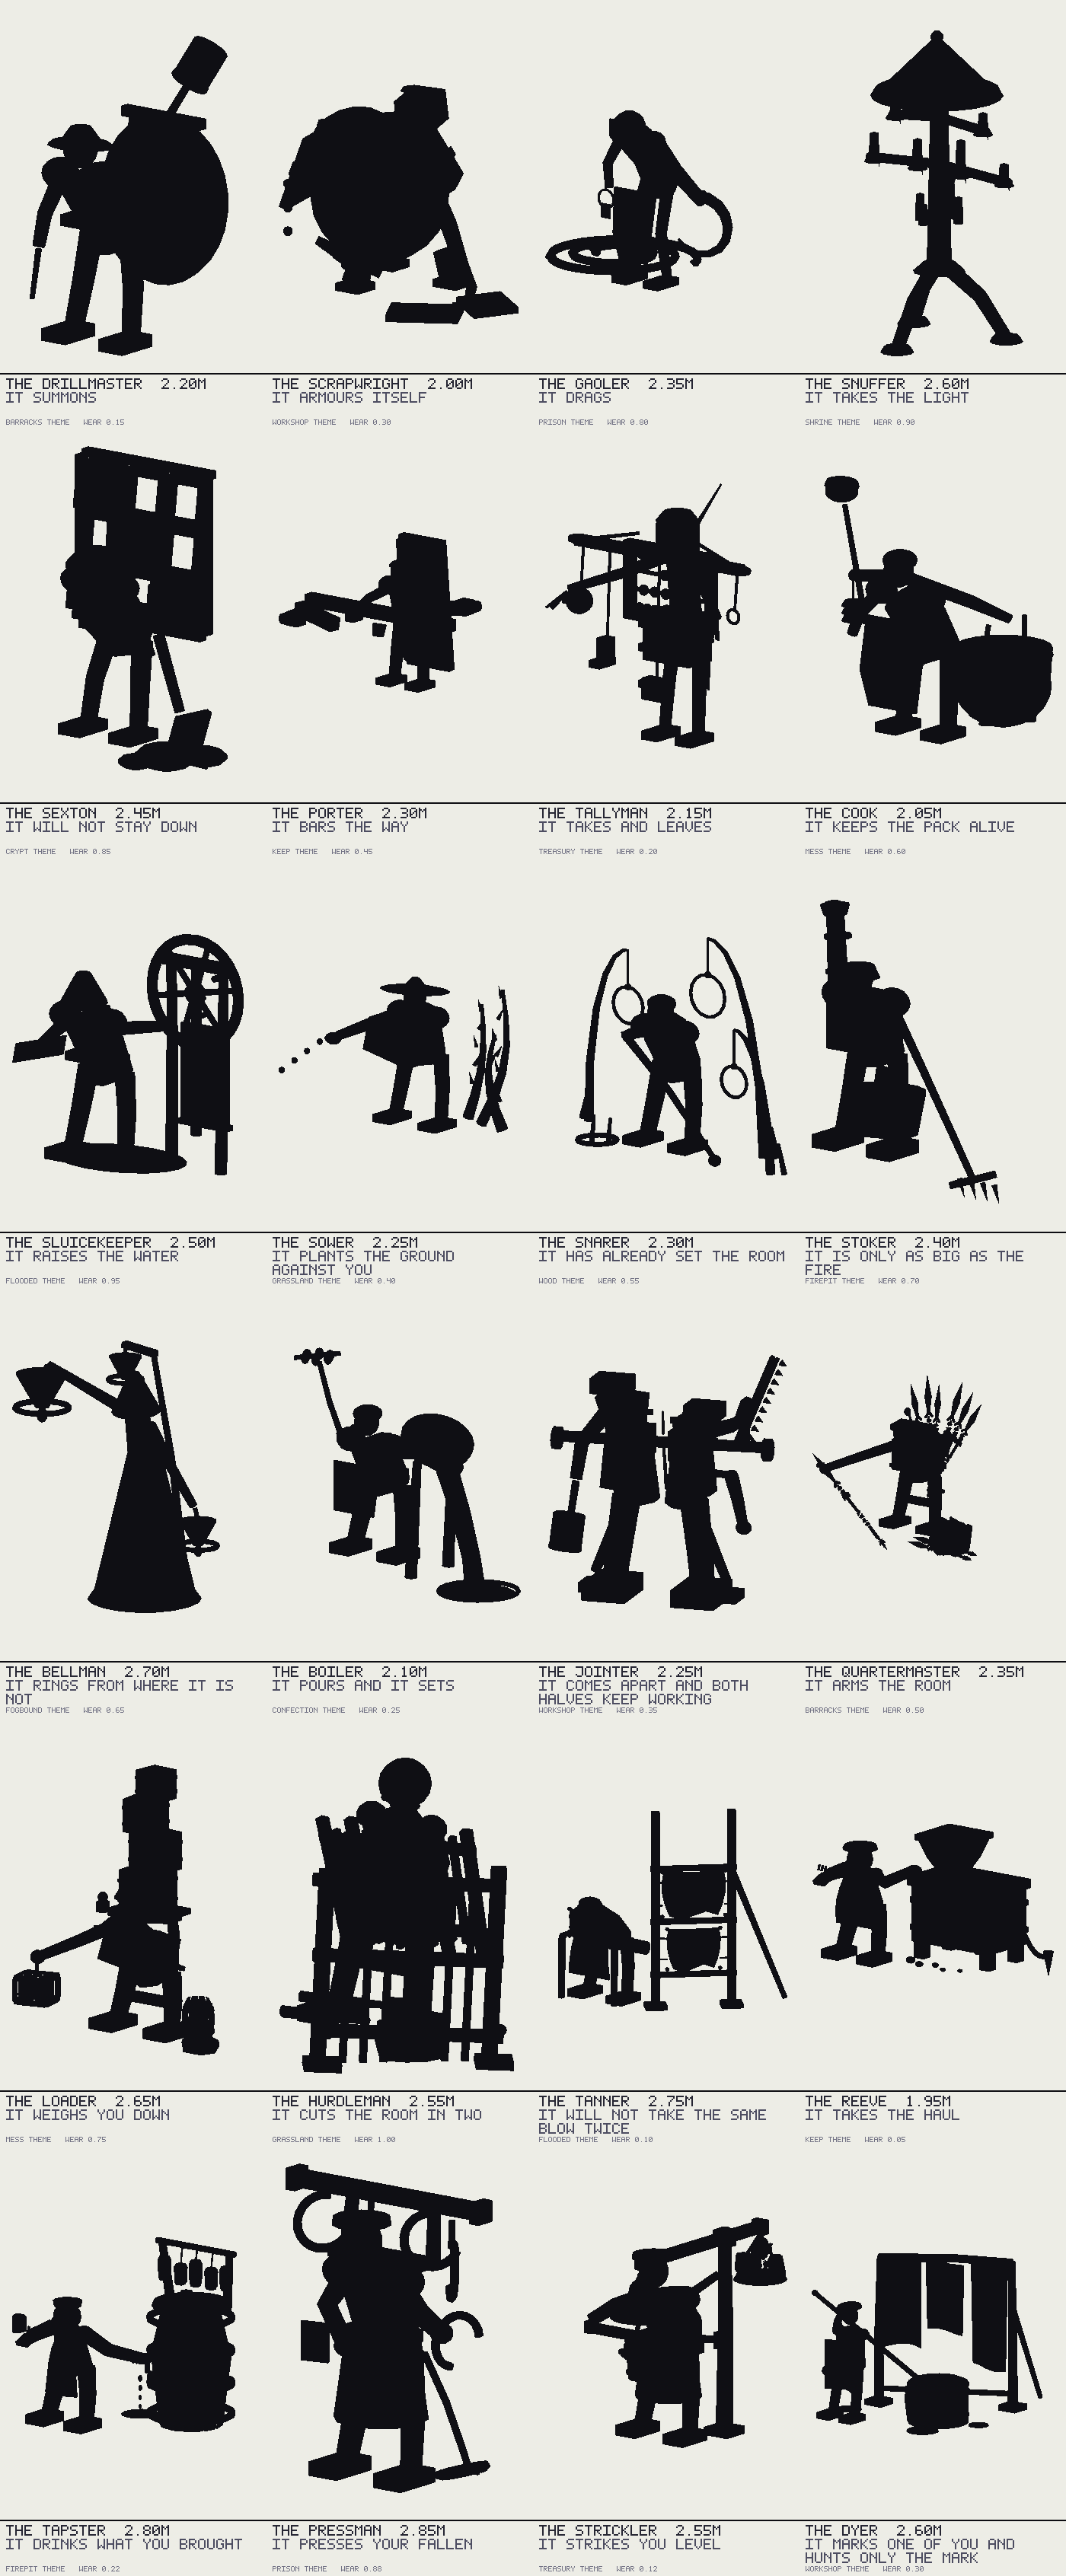 THE DRILLMASTER 2.20M
IT SUMMONS
BARRACKS THEME WEAR 0.15
THE SCRAPWRIGHT 2.00M
IT ARMOURS ITSELF
WORKSHOP THEME WEAR 0.30
THE GAOLER 2.35M
IT DRAGS
PRISON THEME WEAR 0.80
THE SNUFFER 2.60M
IT TAKES THE LIGHT
SHRINE THEME WEAR 0.90
THE SEXTON 2.45M
IT WILL NOT STAY DOWN
CRYPT THEME WEAR 0.85
THE PORTER 2.30M
IT BARS THE WAY
KEEP THEME WEAR 0.45
THE TALLYMAN 2.15M
IT TAKES AND LEAVES
TREASURY THEME WEAR 0.20
THE COOK 2.05M
IT KEEPS THE PACK ALIVE
MESS THEME WEAR 0.60
THE SLUICEKEEPER 2.50M
IT RAISES THE WATER
FLOODED THEME WEAR 0.95
THE SOWER 2.25M
IT PLANTS THE GROUND
AGAINST YOU
GRASSLAND THEME WEAR 0.40
THE SNARER 2.30M
IT HAS ALREADY SET THE ROOM
WOOD THEME WEAR 0.55
THE STOKER 2.40M
IT IS ONLY AS BIG AS THE
FIRE
FIREPIT THEME WEAR 0.70
THE BELLMAN 2.70M
IT RINGS FROM WHERE IT IS
NOT
FOGBOUND THEME WEAR 0.65
THE BOILER 2.10M
IT POURS AND IT SETS
CONFECTION THEME WEAR 0.25
THE JOINTER 2.25M
IT COMES APART AND BOTH
HALVES KEEP WORKING
WORKSHOP THEME WEAR 0.35
THE QUARTERMASTER 2.35M
IT ARMS THE ROOM
BARRACKS THEME WEAR 0.50
THE LOADER 2.65M
IT WEIGHS YOU DOWN
MESS THEME WEAR 0.75
THE HURDLEMAN 2.55M
IT CUTS THE ROOM IN TWO
GRASSLAND THEME WEAR 1.00
THE TANNER 2.75M
IT WILL NOT TAKE THE SAME
BLOW TWICE
FLOODED THEME WEAR 0.10
THE REEVE 1.95M
IT TAKES THE HAUL
KEEP THEME WEAR 0.05
THE TAPSTER 2.80M
IT DRINKS WHAT YOU BROUGHT
FIREPIT THEME WEAR 0.22
THE PRESSMAN 2.85M
IT PRESSES YOUR FALLEN
PRISON THEME WEAR 0.88
THE STRICKLER 2.55M
IT STRIKES YOU LEVEL
TREASURY THEME WEAR 0.12
THE DYER 2.60M
IT MARKS ONE OF YOU AND
HUNTS ONLY THE MARK
WORKSHOP THEME WEAR 0.30